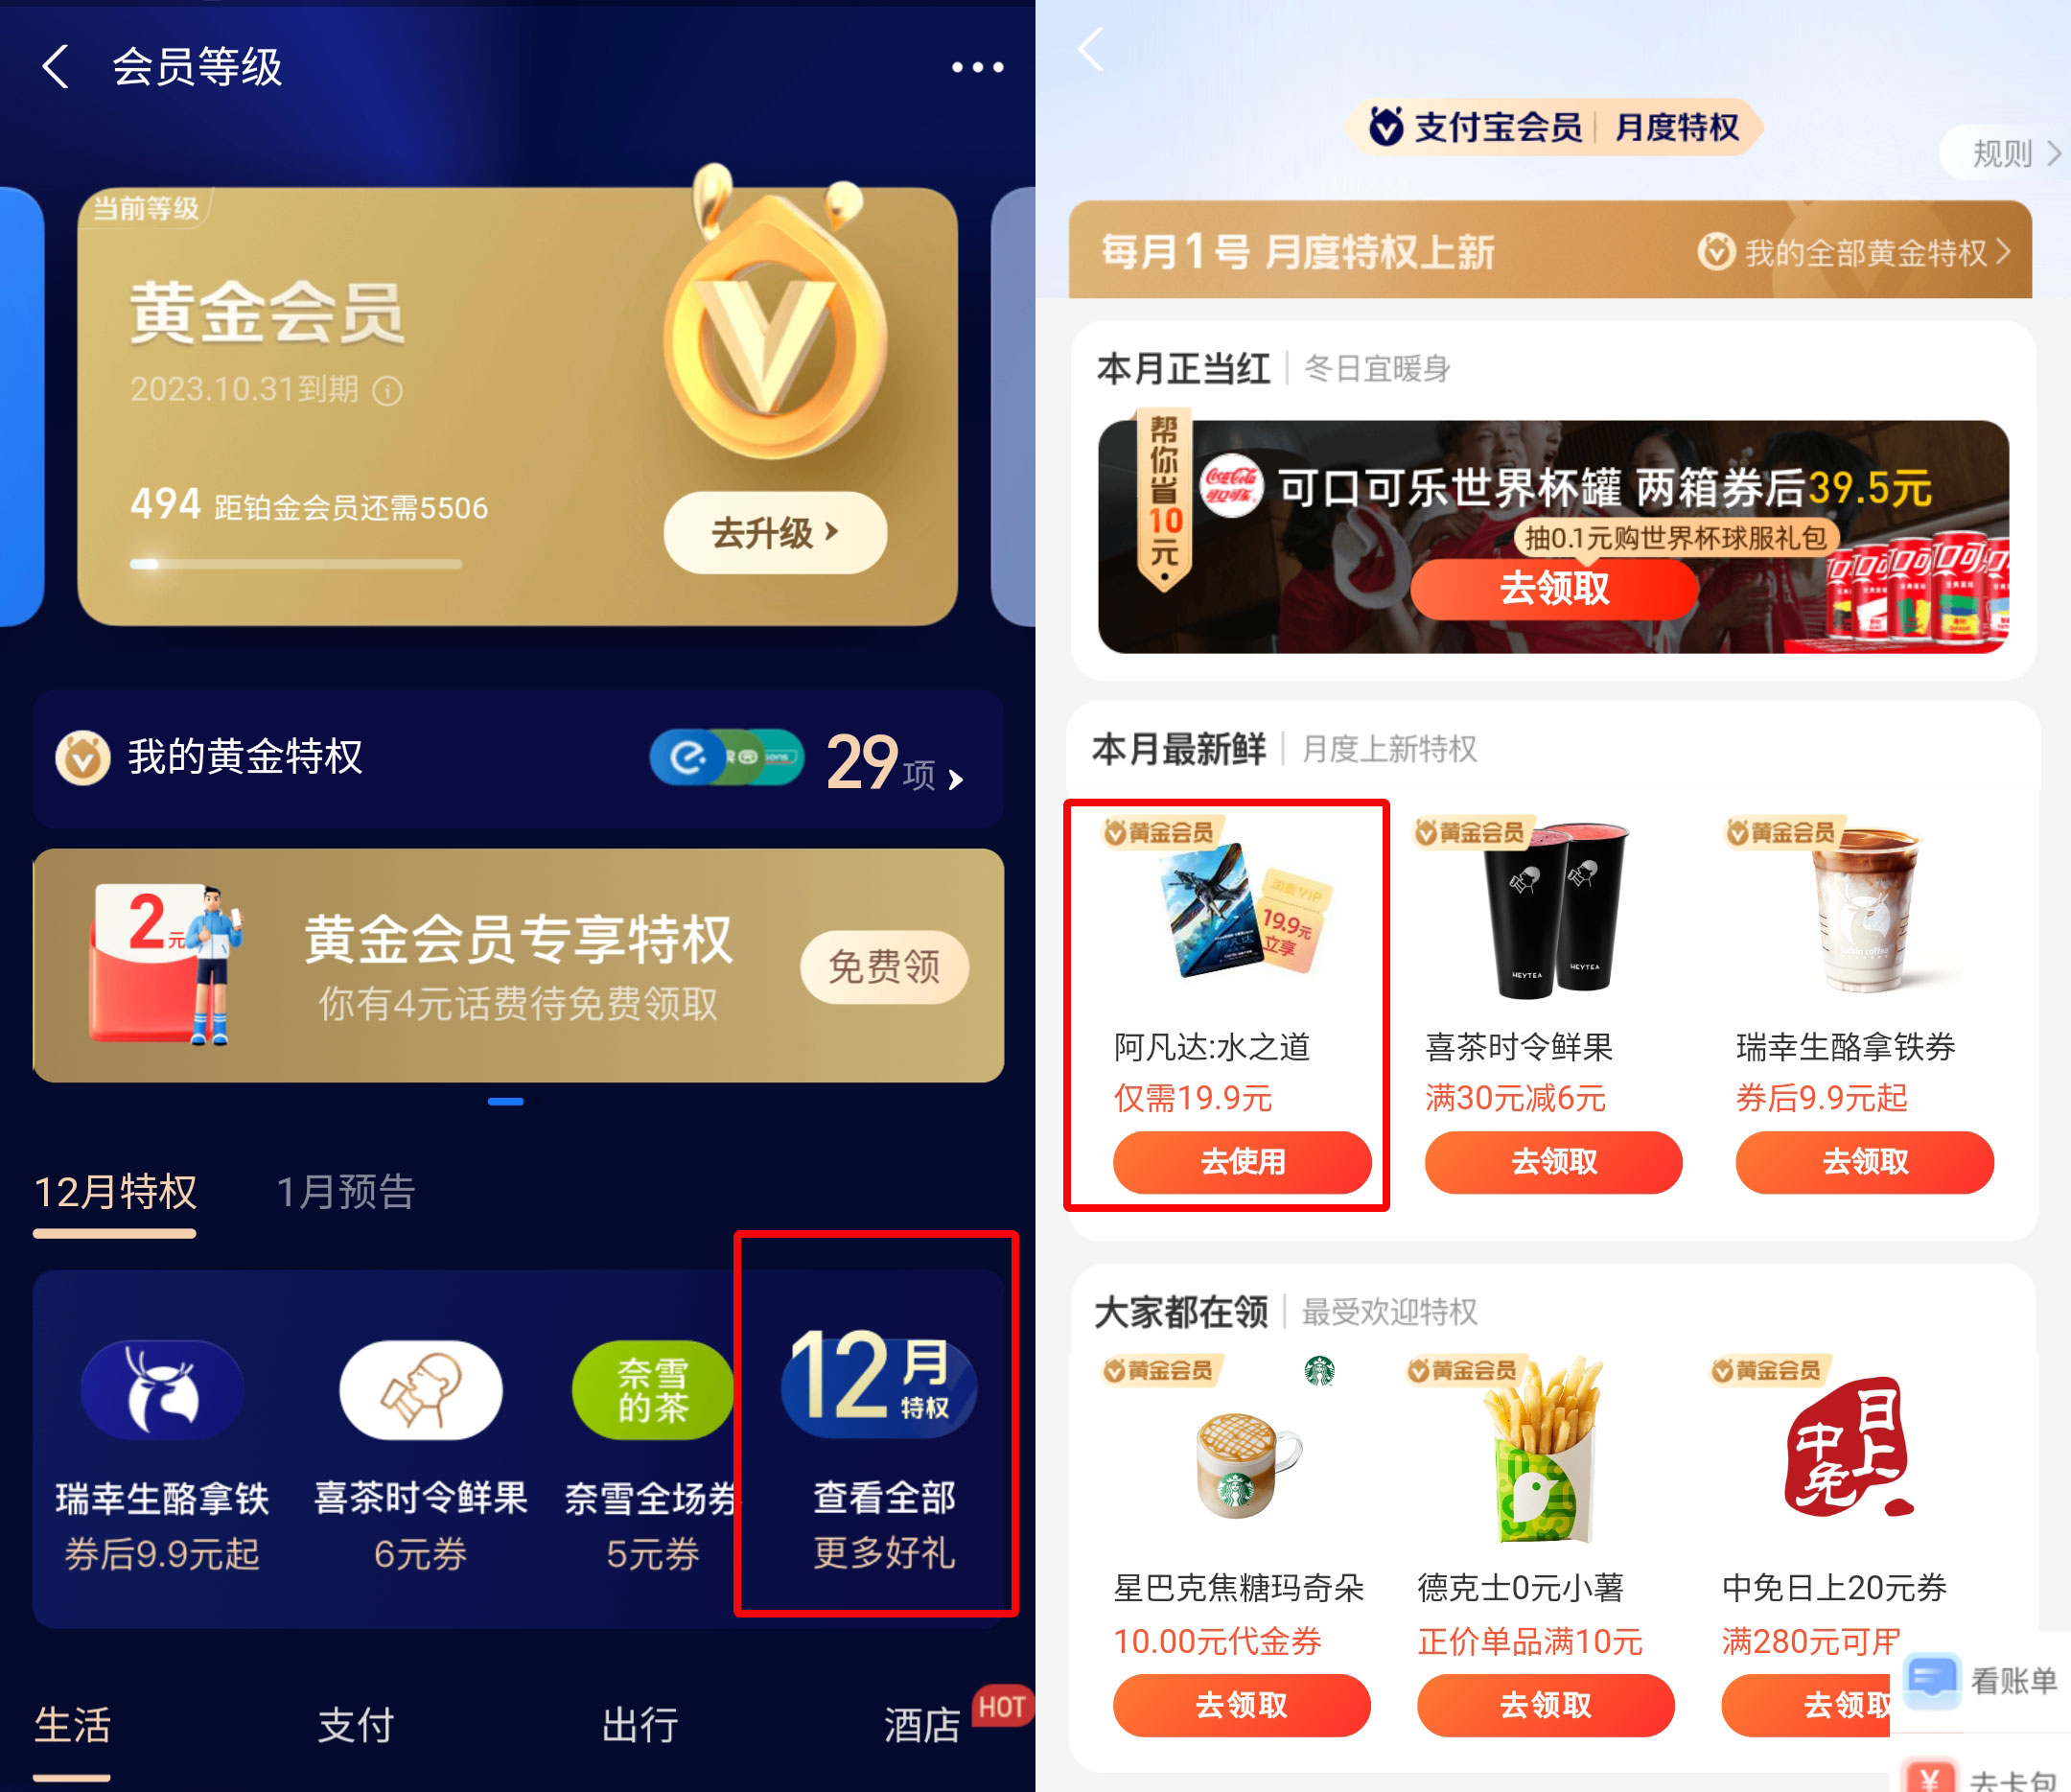 会员等级
当前等级
黄金会员
2023.10.31到期
494 距铂金会员还需5506
去升级
我的黄金特权
29项
2元
黄金会员专享特权
你有4元话费待免费领取
免费领
12月特权
1月预告
奈雪
的茶
12月
特权
瑞幸生酪拿铁
喜茶时令鲜果
奈雪全场券
查看全部
券后9.9元起
6元券
5元券
更多好礼
生活
支付
出行
酒店
HOT
支付宝会员 月度特权
规则
每月1号 月度特权上新
我的全部黄金特权
本月正当红 冬日宜暖身
帮你省10元
Coca-Cola
可口可乐
可口可乐世界杯罐 两箱券后39.5元
抽0.1元购世界杯球服礼包
去领取
本月最新鲜 月度上新特权
黄金会员
黄金会员
黄金会员
19.9元
立享
HEYTEA
HEYTEA
luckin coffee
阿凡达:水之道
喜茶时令鲜果
瑞幸生酪拿铁券
仅需19.9元
满30元减6元
券后9.9元起
去使用
去领取
去领取
大家都在领 最受欢迎特权
黄金会员
黄金会员
黄金会员
日上
中免
星巴克焦糖玛奇朵
德克士0元小薯
中免日上20元券
10.00元代金券
正价单品满10元
满280元可用
去领取
去领取
去领取
看账单
去卡包